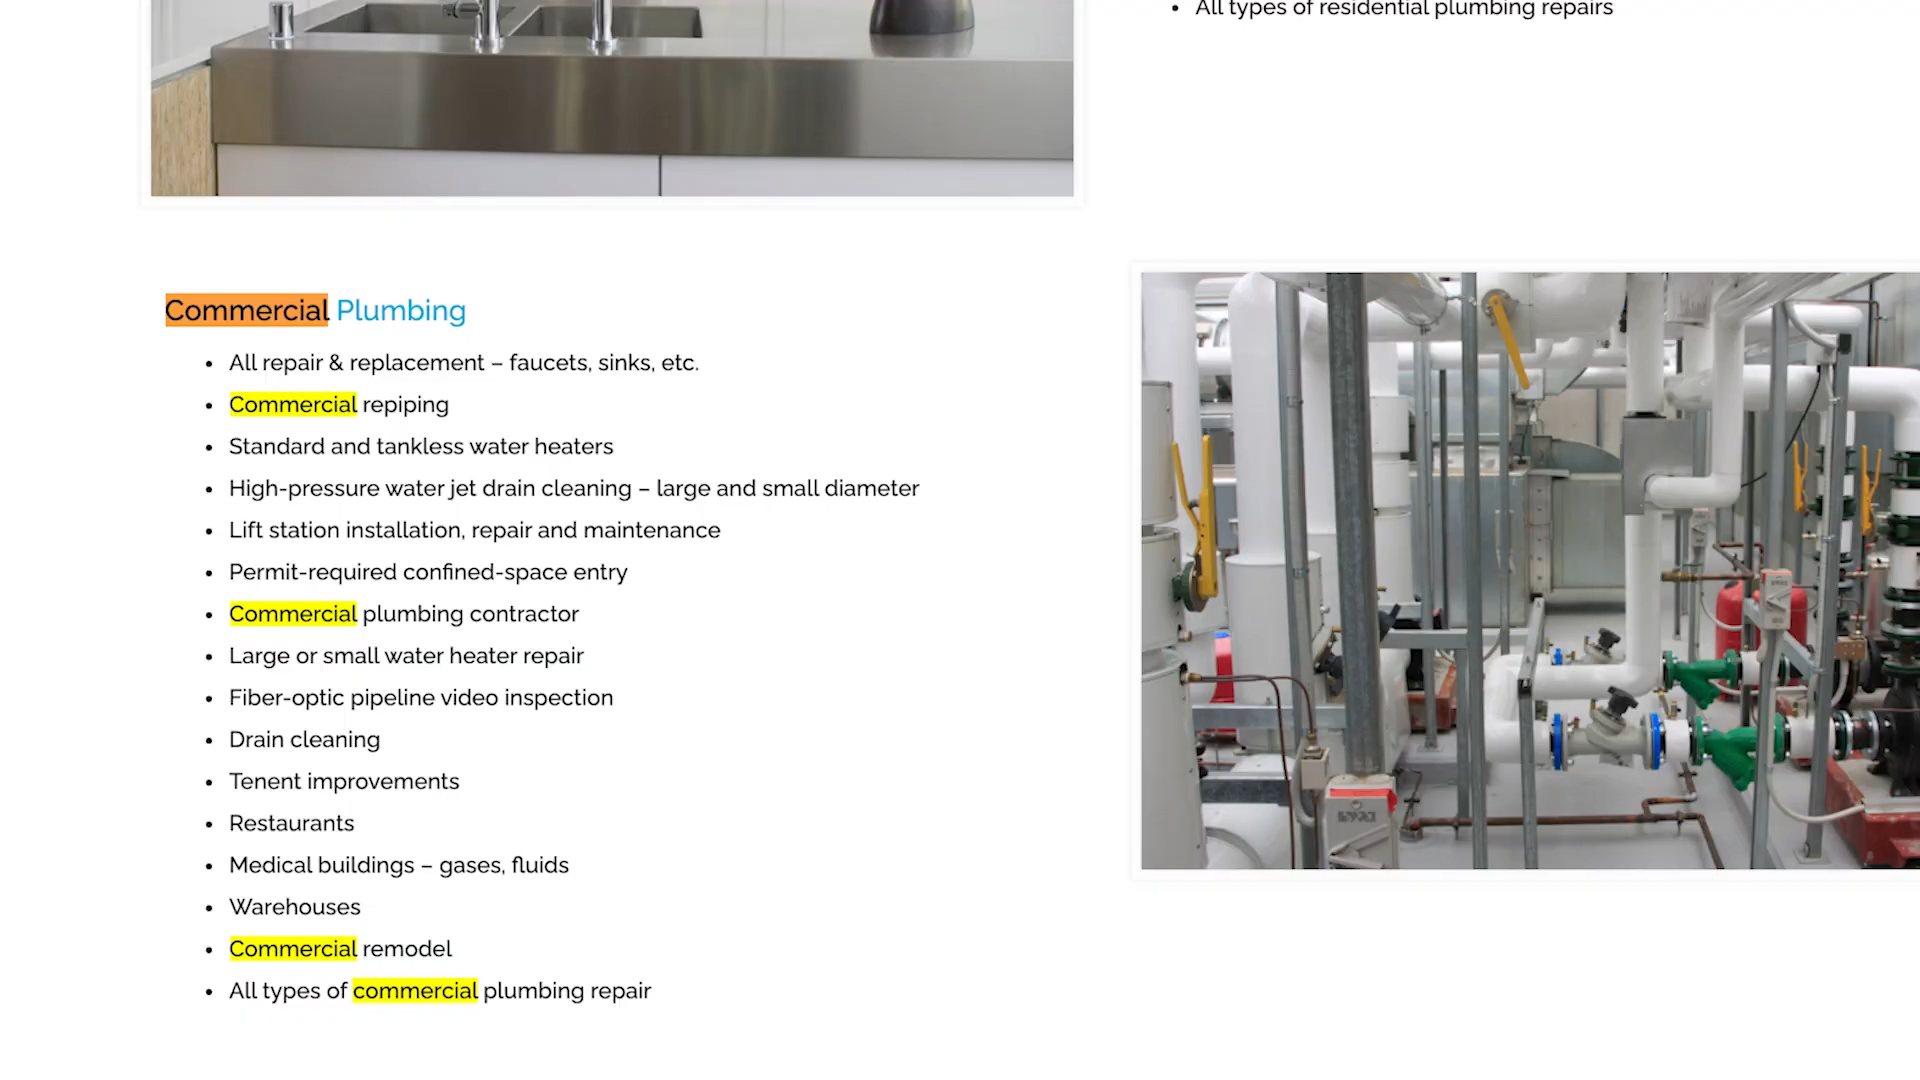 All types of residential plumbing repairs
Commercial Plumbing
All repair & replacement – faucets, sinks, etc.
Commercial repiping
Standard and tankless water heaters
High-pressure water jet drain cleaning – large and small diameter
Lift station installation, repair and maintenance
Permit-required confined-space entry
Commercial plumbing contractor
Large or small water heater repair
Fiber-optic pipeline video inspection
Drain cleaning
Tenent improvements
Restaurants
Medical buildings – gases, fluids
Warehouses
Commercial remodel
All types of commercial plumbing repair